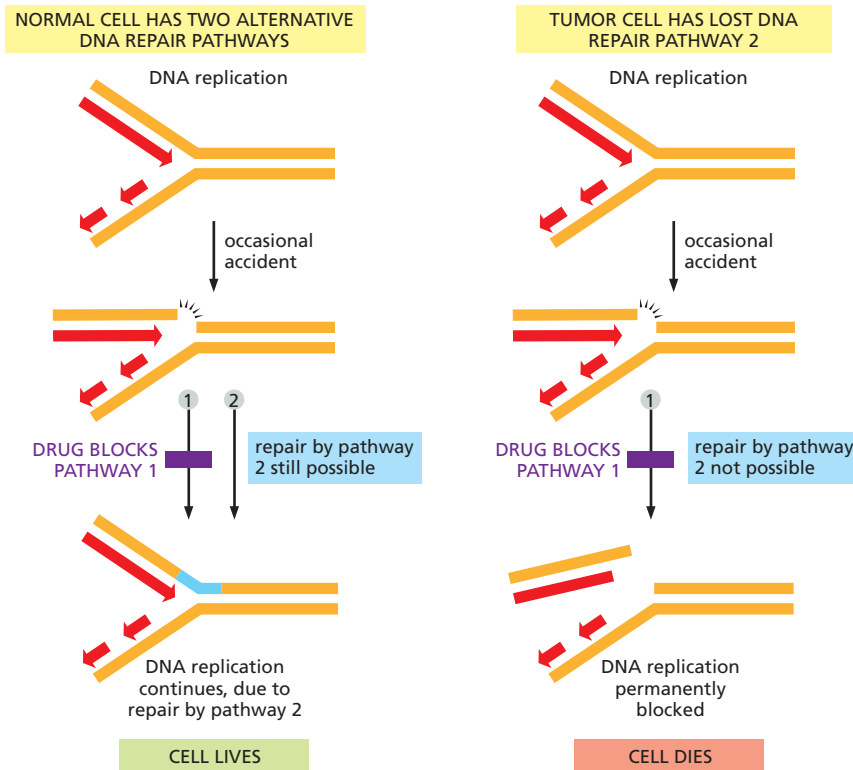 NORMAL CELL HAS TWO ALTERNATIVE
DNA REPAIR PATHWAYS
DNA replication
occasional
accident
1
2
DRUG BLOCKS
PATHWAY 1
repair by pathway
2 still possible
DNA replication
continues, due to
repair by pathway 2
CELL LIVES
TUMOR CELL HAS LOST DNA
REPAIR PATHWAY 2
DNA replication
occasional
accident
1
DRUG BLOCKS
PATHWAY 1
repair by pathway
2 not possible
DNA replication
permanently
blocked
CELL DIES